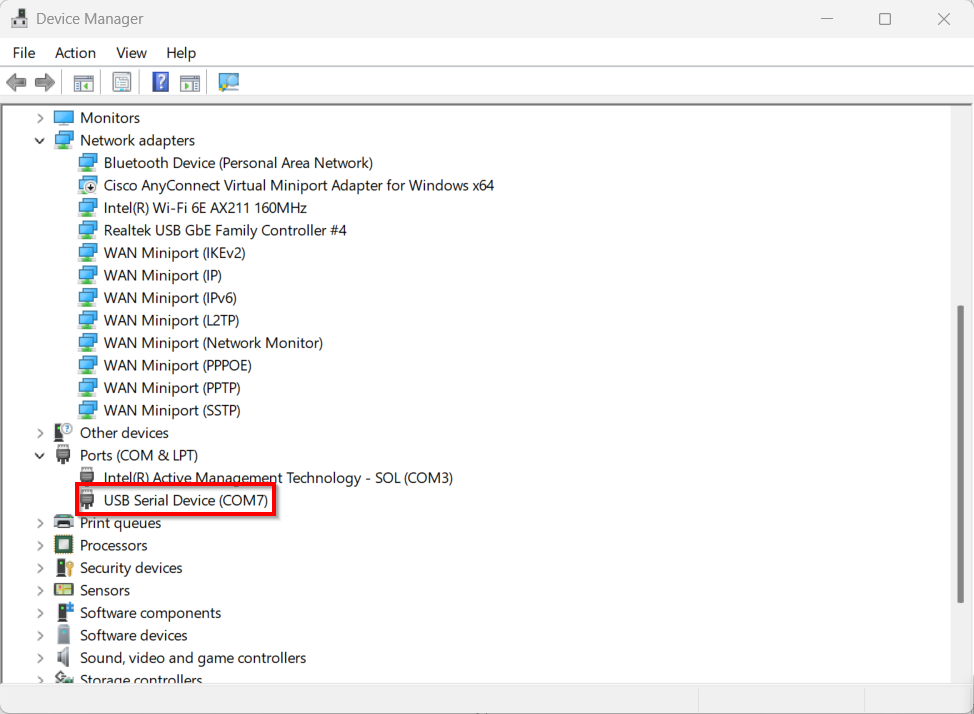 Device Manager
File Action View Help
Monitors
Network adapters
Bluetooth Device (Personal Area Network)
Cisco AnyConnect Virtual Miniport Adapter for Windows x64
Intel(R) Wi-Fi 6E AX211 160MHz
Realtek USB GbE Family Controller #4
WAN Miniport (IKEv2)
WAN Miniport (IP)
WAN Miniport (IPv6)
WAN Miniport (L2TP)
WAN Miniport (Network Monitor)
WAN Miniport (PPPOE)
WAN Miniport (PPTP)
WAN Miniport (SSTP)
Other devices
Ports (COM & LPT)
Intel(R) Active Management Technology - SOL (COM3)
USB Serial Device (COM7)
Print queues
Processors
Security devices
Sensors
Software components
Software devices
Sound, video and game controllers
Storage controllers